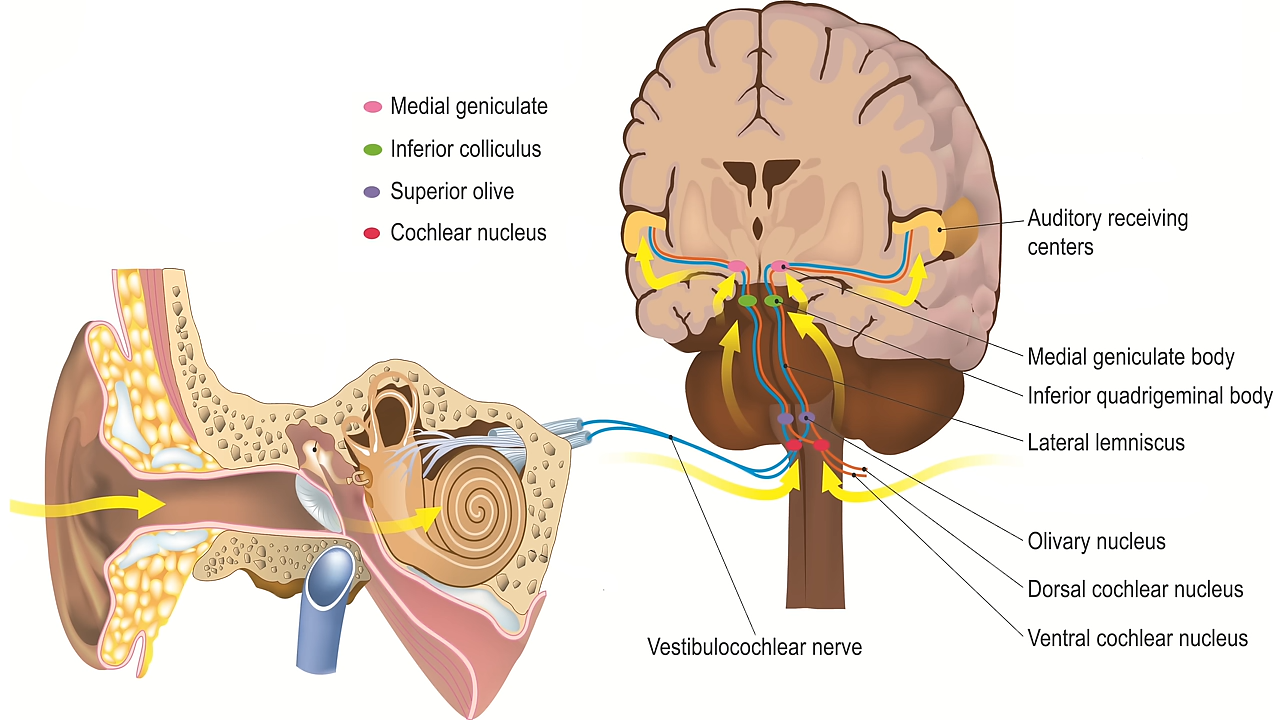 Medial geniculate
Inferior colliculus
Superior olive
Cochlear nucleus
Auditory receiving
centers
Medial geniculate body
Inferior quadrigeminal body
Lateral lemniscus
Olivary nucleus
Dorsal cochlear nucleus
Ventral cochlear nucleus
Vestibulocochlear nerve